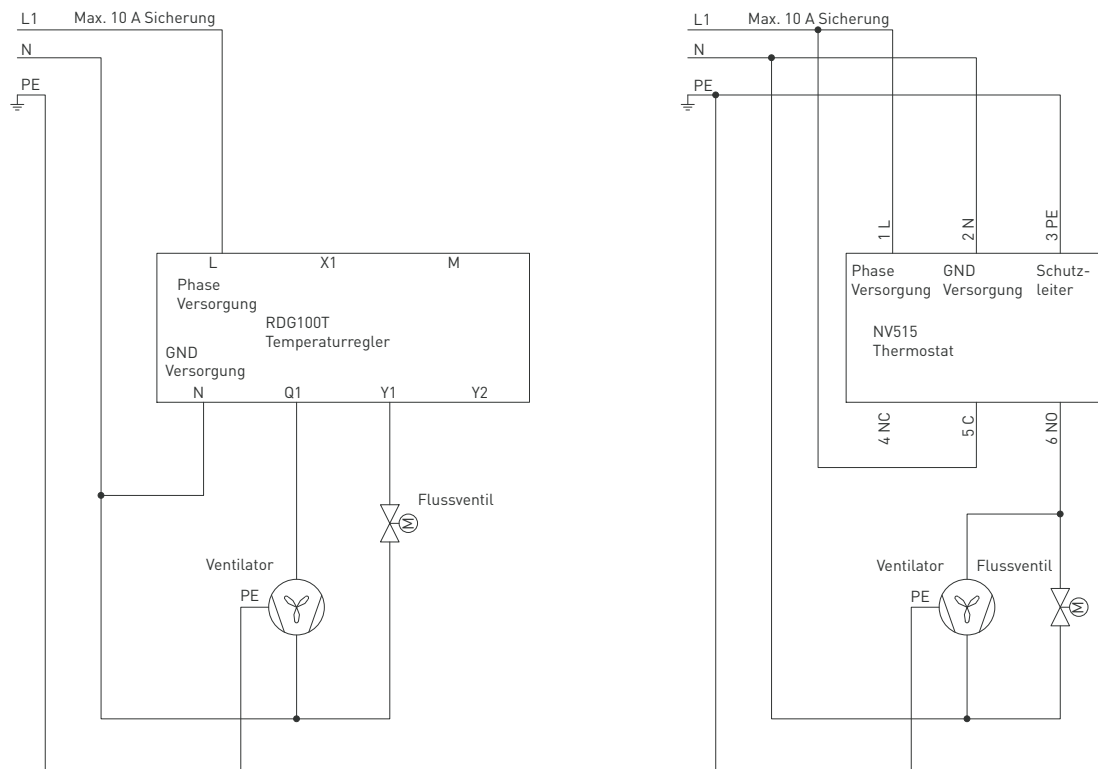 L1 Max. 10 A Sicherung
N
PE
L X1 M
Phase
Versorgung
RDG100T
Temperaturregler
GND
Versorgung
N Q1 Y1 Y2
Flussventil
M
Ventilator
PE
L1 Max. 10 A Sicherung
N
PE
1 L
2 N
3 PE
Phase
Versorgung
GND
Versorgung
Schutz-
leiter
NV515
Thermostat
4 NC
5 C
6 NO
Ventilator
Flussventil
PE
M